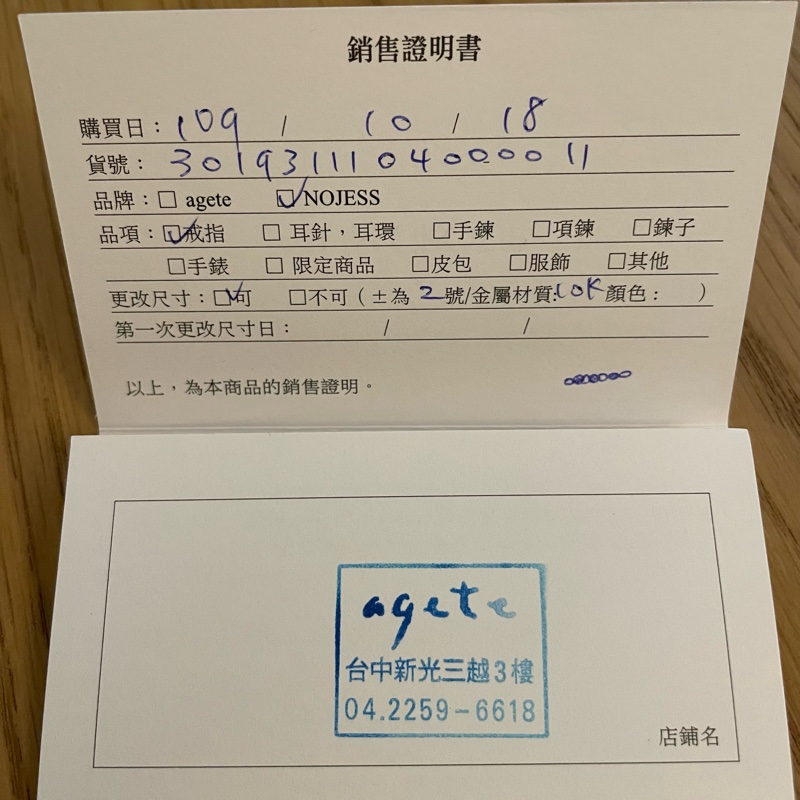 銷售證明書
購買日：109 / 10 / 18
貨號：3019311104000011
品牌：□ agete ☑NOJESS
品項：☑戒指 □ 耳針，耳環 □手鍊 □項鍊 □鍊子
□手錶 □ 限定商品 □皮包 □服飾 □其他
更改尺寸：☑可 □不可（±為 2 號/金屬材質:10K 顏色： ）
第一次更改尺寸日： / /
以上，為本商品的銷售證明。
agete
台中新光三越3樓
04.2259-6618
店鋪名